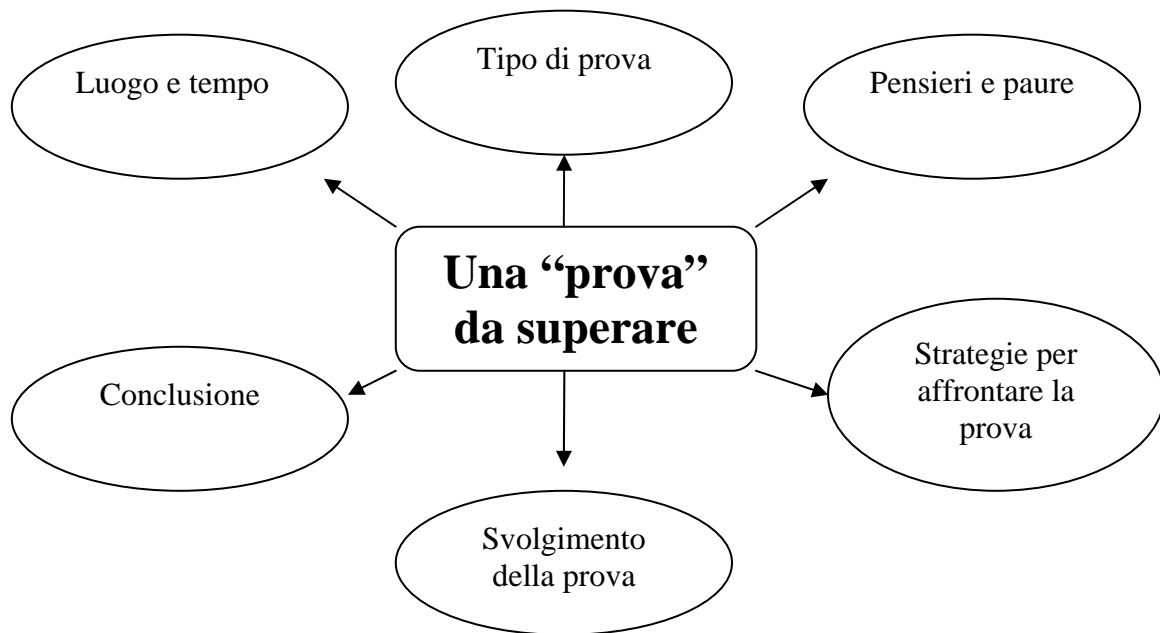 Luogo e tempo
Tipo di prova
Pensieri e paure
Una “prova”
da superare
Conclusione
Strategie per
affrontare la
prova
Svolgimento
della prova